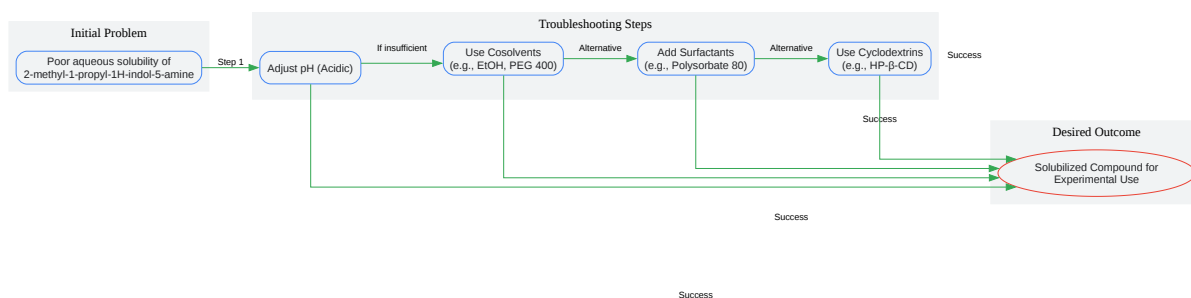 Initial Problem
Poor aqueous solubility of
2-methyl-1-propyl-1H-indol-5-amine
Step 1
Troubleshooting Steps
Adjust pH (Acidic)
If insufficient
Use Cosolvents
(e.g., EtOH, PEG 400)
Alternative
Add Surfactants
(e.g., Polysorbate 80)
Alternative
Use Cyclodextrins
(e.g., HP-β-CD)
Success
Success
Desired Outcome
Solubilized Compound for
Experimental Use
Success
Success